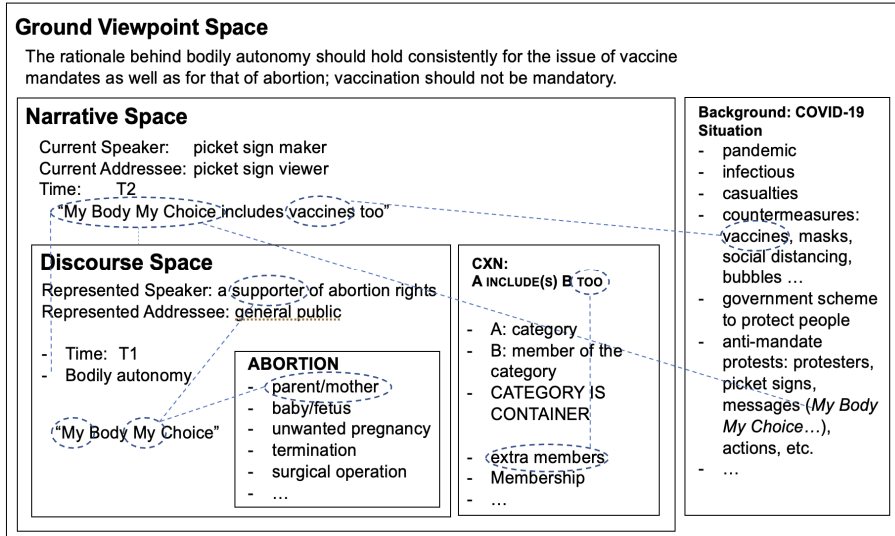 Ground Viewpoint Space
The rationale behind bodily autonomy should hold consistently for the issue of vaccine
mandates as well as for that of abortion; vaccination should not be mandatory.
Narrative Space
Current Speaker: picket sign maker
Current Addressee: picket sign viewer
Time: T2
“My Body My Choice includes vaccines too”
Discourse Space
Represented Speaker: a supporter of abortion rights
Represented Addressee: general public
- Time: T1
- Bodily autonomy
“My Body My Choice”
ABORTION
- parent/mother
- baby/fetus
- unwanted pregnancy
- termination
- surgical operation
- …
CXN:
A INCLUDE(S) B TOO
- A: category
- B: member of the
category
- CATEGORY IS
CONTAINER
- extra members
- Membership
- …
Background: COVID-19
Situation
- pandemic
- infectious
- casualties
- countermeasures:
vaccines, masks,
social distancing,
bubbles …
- government scheme
to protect people
- anti-mandate
protests: protesters,
picket signs,
messages (My Body
My Choice…),
actions, etc.
- …